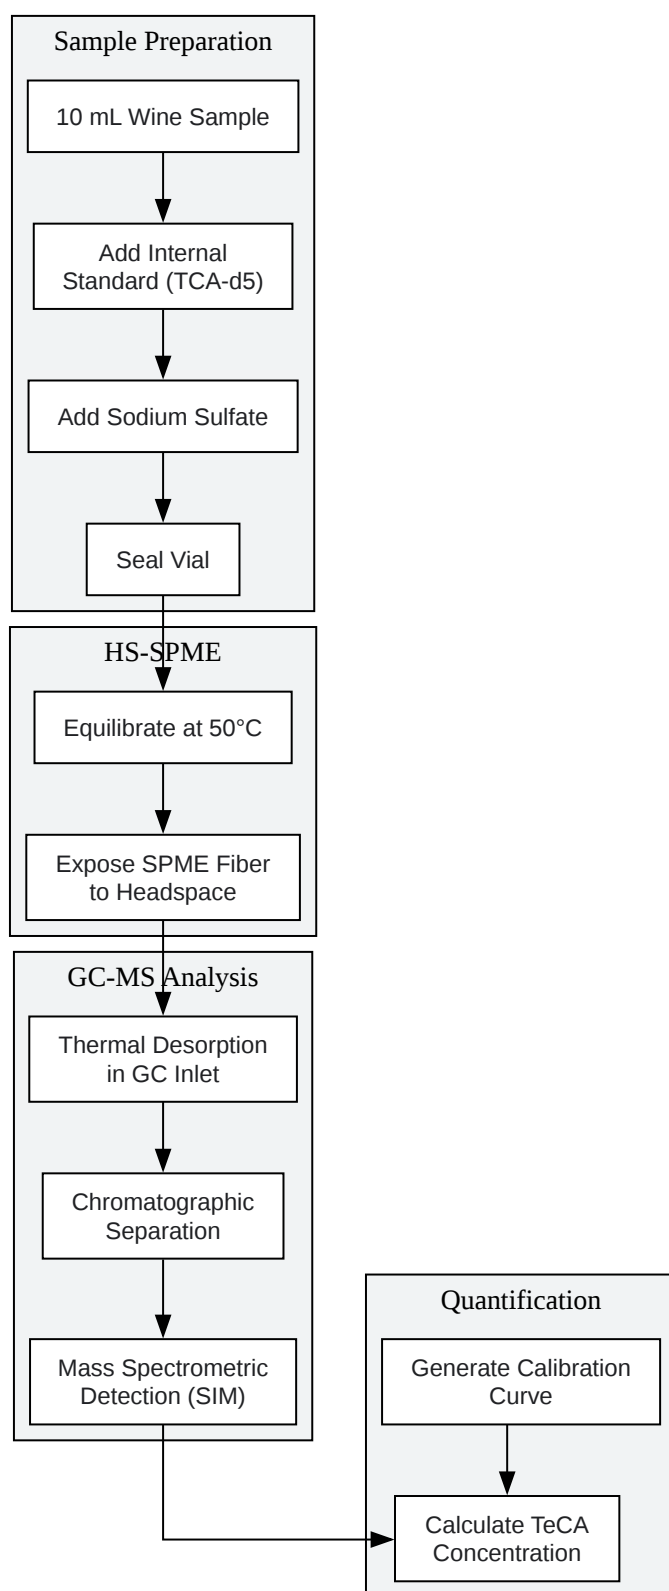 Sample Preparation
10 mL Wine Sample
Add Internal
Standard (TCA-d5)
Add Sodium Sulfate
Seal Vial
HS-SPME
Equilibrate at 50°C
Expose SPME Fiber
to Headspace
GC-MS Analysis
Thermal Desorption
in GC Inlet
Chromatographic
Separation
Mass Spectrometric
Detection (SIM)
Quantification
Generate Calibration
Curve
Calculate TeCA
Concentration